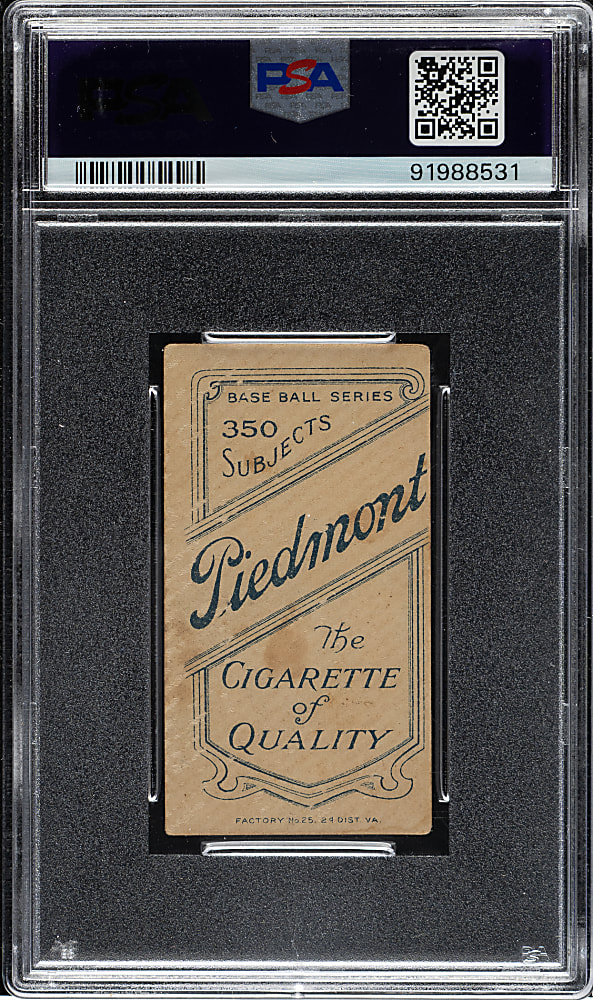 PSA
91988531
BASE BALL SERIES
350
SUBJECTS
Piedmont
The
CIGARETTE
of
QUALITY
FACTORY No.25, 2d DIST. VA.